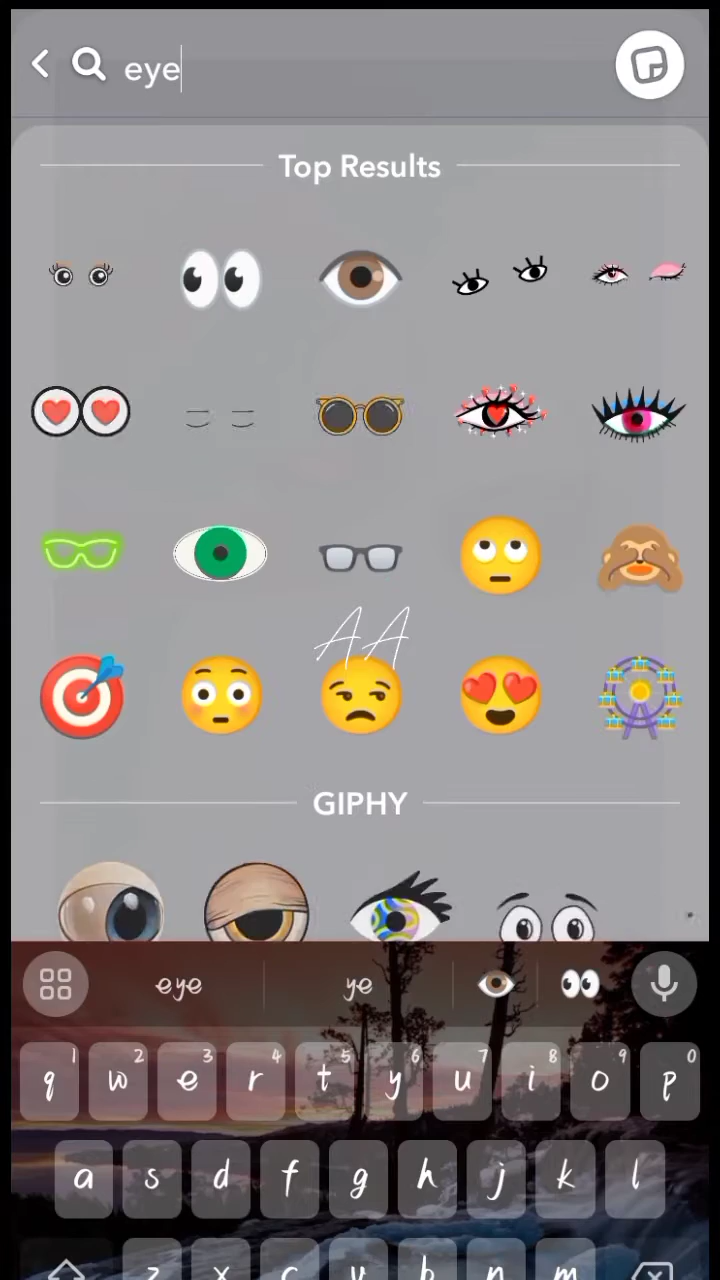 eye
Top Results
AA
GIPHY
eye ye
1 2 3 4 5 6 7 8 9 0
q w e r t y u i o p
a s d f g h j k l
z x c v b n m